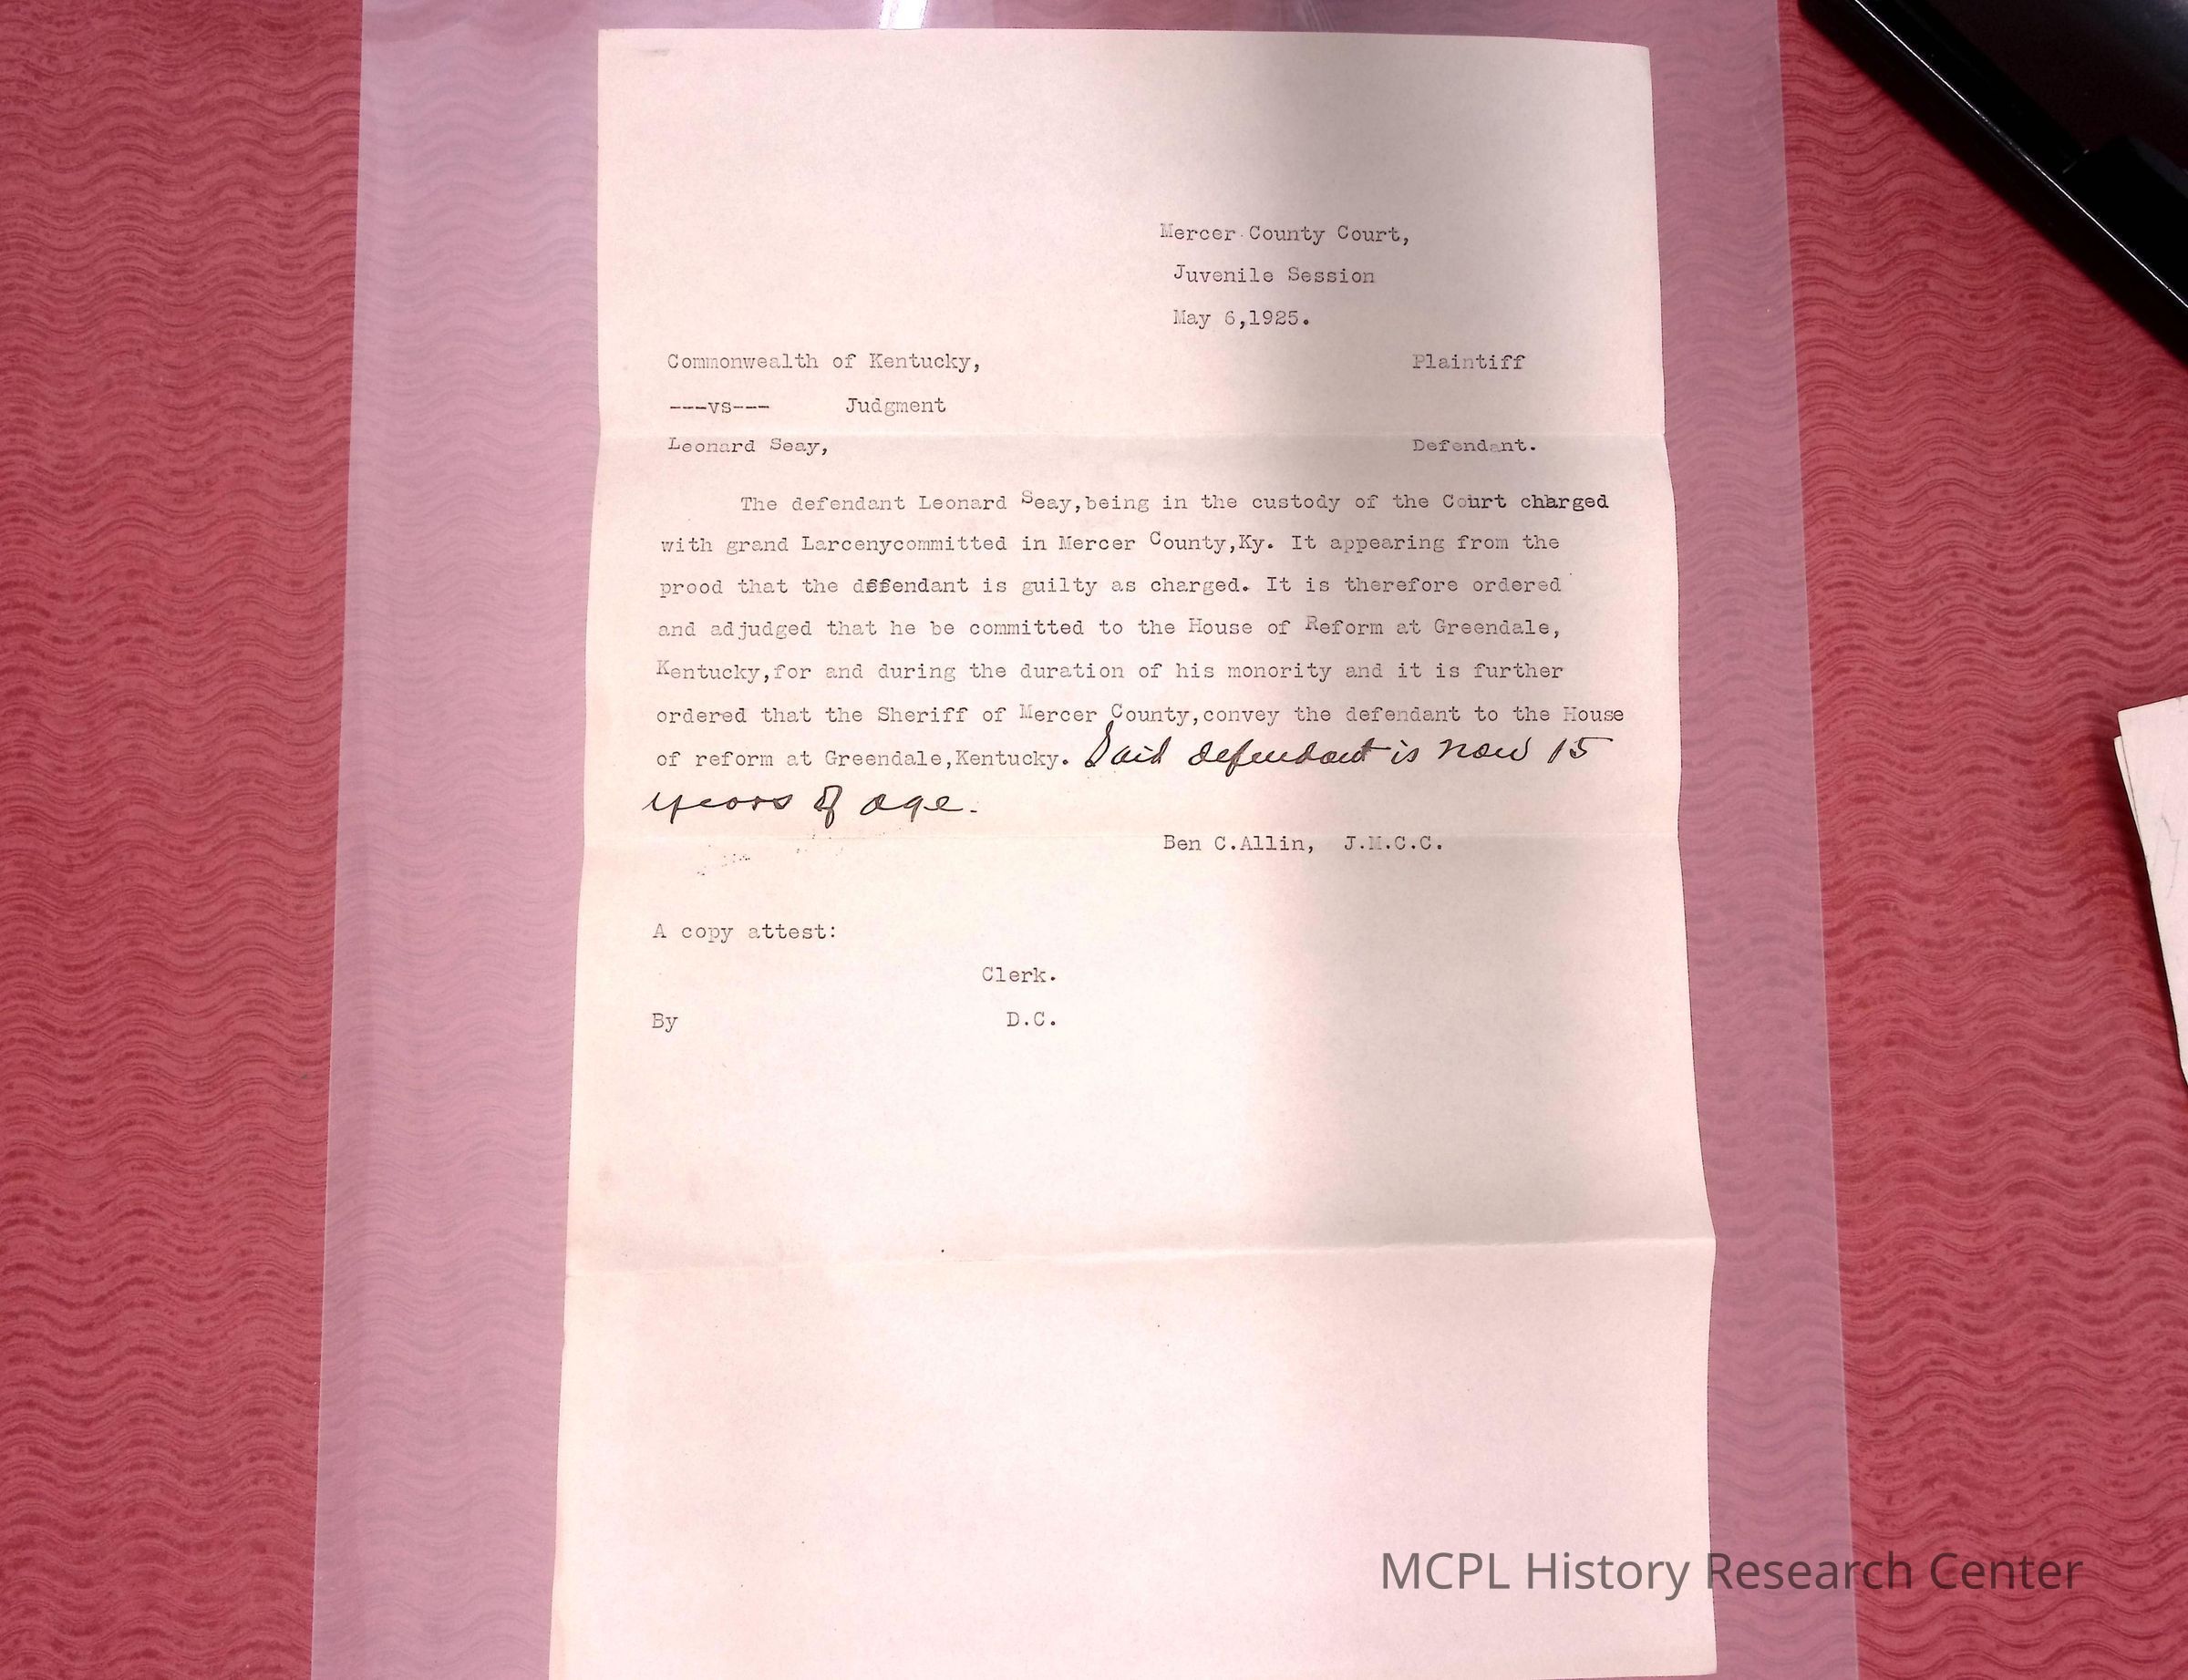 Mercer County Court,
Juvenile Session
May 6,1925.
Commonwealth of Kentucky, Plaintiff
---vs--- Judgment
Leonard Seay, Defendant.
The defendant Leonard Seay,being in the custody of the Court charged
with grand Larcenycommitted in Mercer County,Ky. It appearing from the
prood that the deffendant is guilty as charged. It is therefore ordered
and adjudged that he be committed to the House of Reform at Greendale,
Kentucky,for and during the duration of his monority and it is further
ordered that the Sheriff of Mercer County,convey the defendant to the House
of reform at Greendale,Kentucky. Said defendant is now 15
years of age.
Ben C.Allin, J.M.C.C.
A copy attest:
Clerk.
By D.C.
MCPL History Research Center